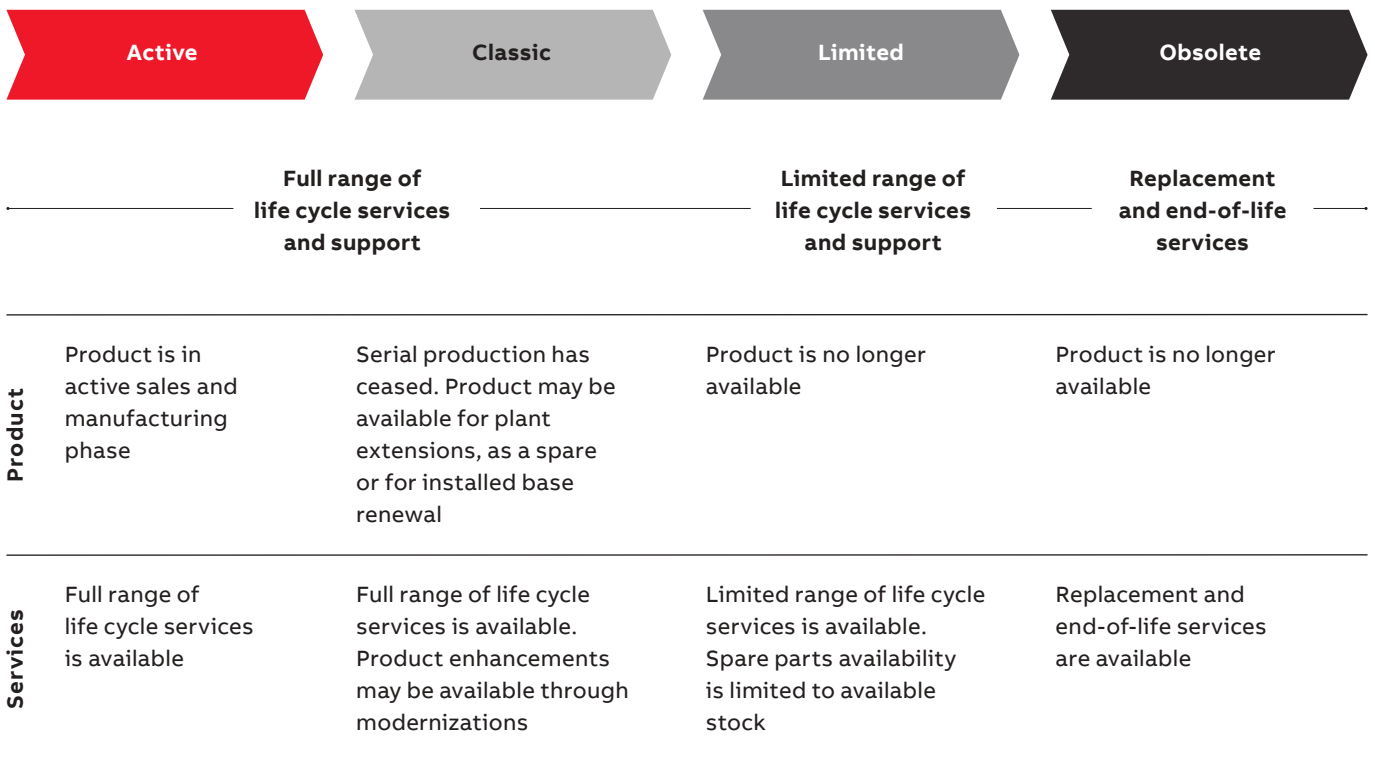 Active
Classic
Limited
Obsolete
Full range of
life cycle services
and support
Limited range of
life cycle services
and support
Replacement
and end-of-life
services
Product
Product is in
active sales and
manufacturing
phase
Serial production has
ceased. Product may be
available for plant
extensions, as a spare
or for installed base
renewal
Product is no longer
available
Product is no longer
available
Services
Full range of
life cycle services
is available
Full range of life cycle
services is available.
Product enhancements
may be available through
modernizations
Limited range of life cycle
services is available.
Spare parts availability
is limited to available
stock
Replacement and
end-of-life services
are available